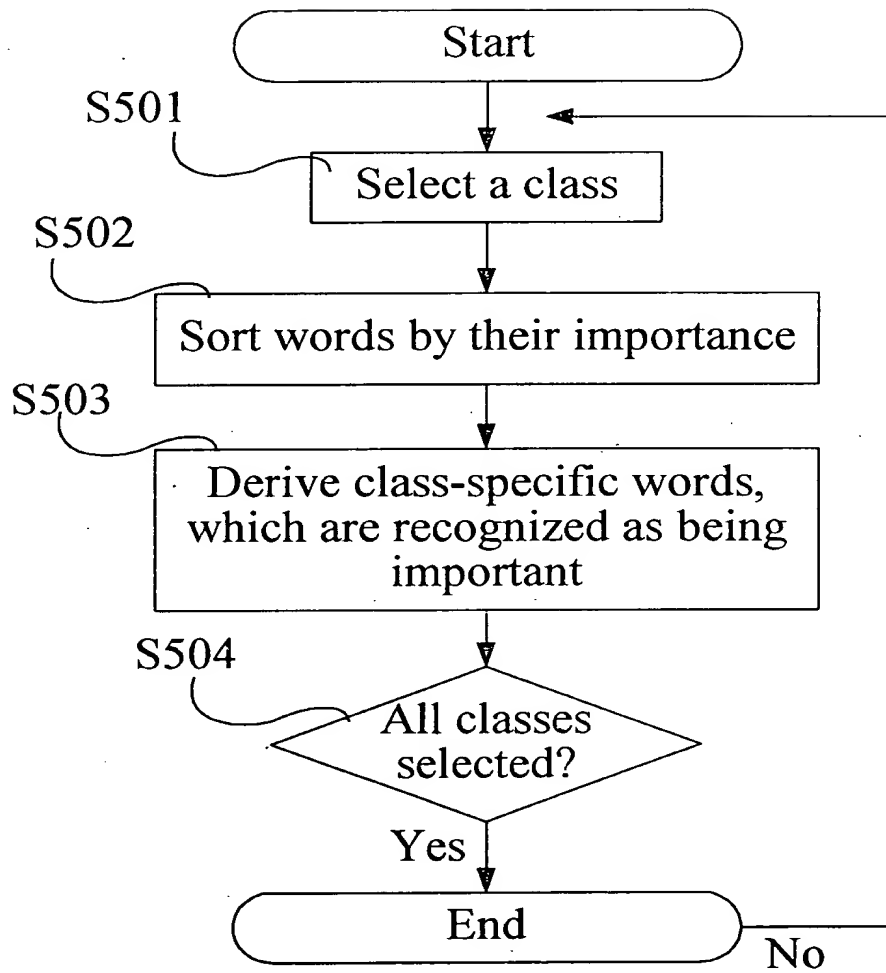 Start
S501
Select a class
S502
Sort words by their importance
S503
Derive class-specific words,
which are recognized as being
important
S504
All classes
selected?
Yes
End
No